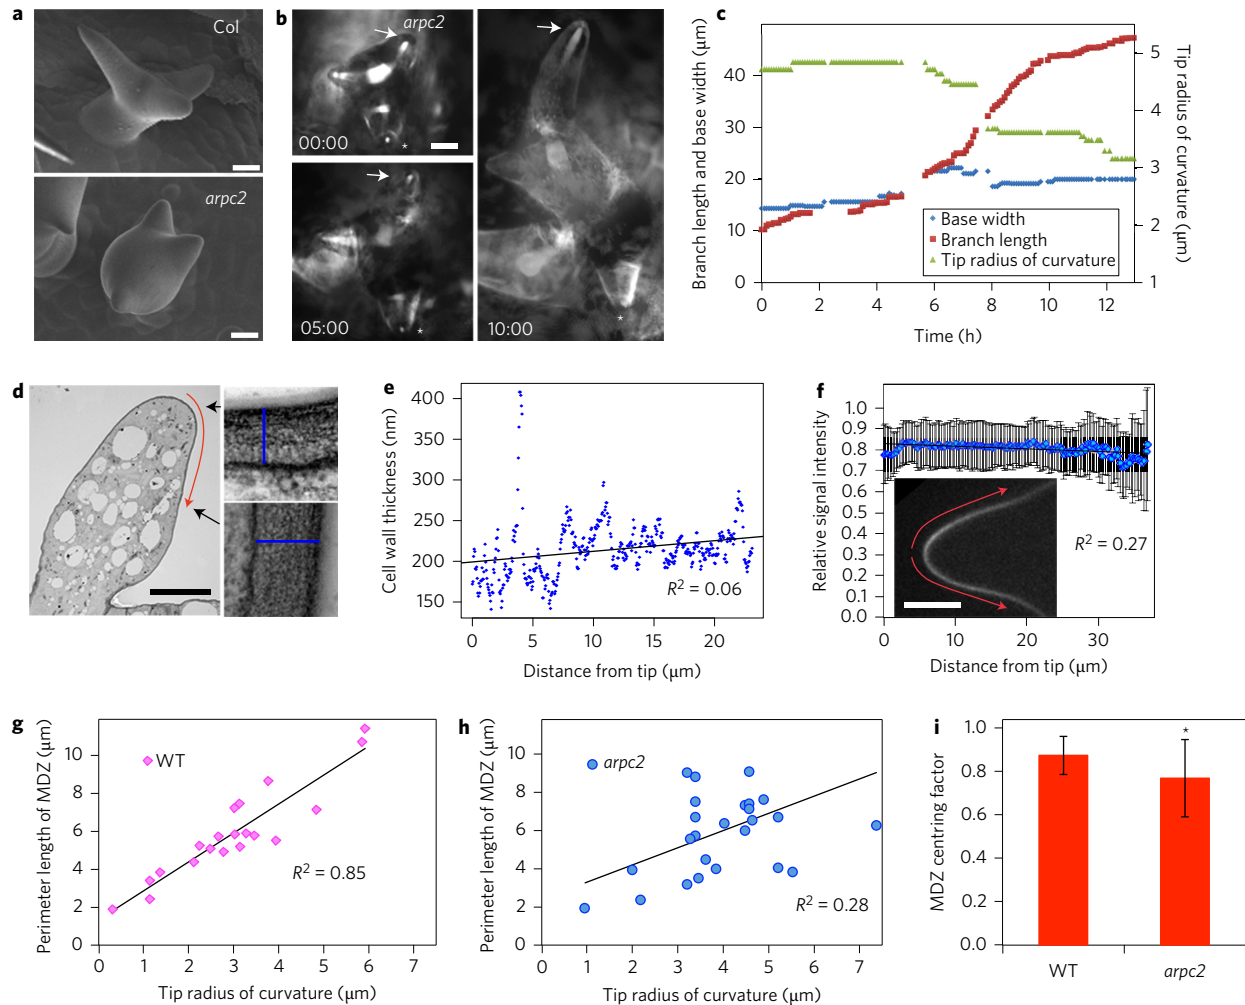 a
Col
arpc2
b
arpc2
00:00
*
05:00
*
10:00
*
c
Branch length and base width (μm)
40
30
20
10
0
5
4
3
2
1
Tip radius of curvature (μm)
Base width
Branch length
Tip radius of curvature
0 2 4 6 8 10 12
Time (h)
d
e
Cell wall thickness (nm)
400
350
300
250
200
150
R² = 0.06
0 5 10 15 20
Distance from tip (μm)
f
Relative signal intensity
1.0
0.9
0.8
0.7
0.6
0.5
0.4
0.3
0.2
0.1
0.0
R² = 0.27
0 10 20 30
Distance from tip (μm)
g
Perimeter length of MDZ (μm)
10
8
6
4
2
0
WT
R² = 0.85
0 1 2 3 4 5 6 7
Tip radius of curvature (μm)
h
Perimeter length of MDZ (μm)
10
8
6
4
2
0
arpc2
R² = 0.28
0 1 2 3 4 5 6 7
Tip radius of curvature (μm)
i
MDZ centring factor
1.0
0.8
0.6
0.4
0.2
0.0
*
WT arpc2